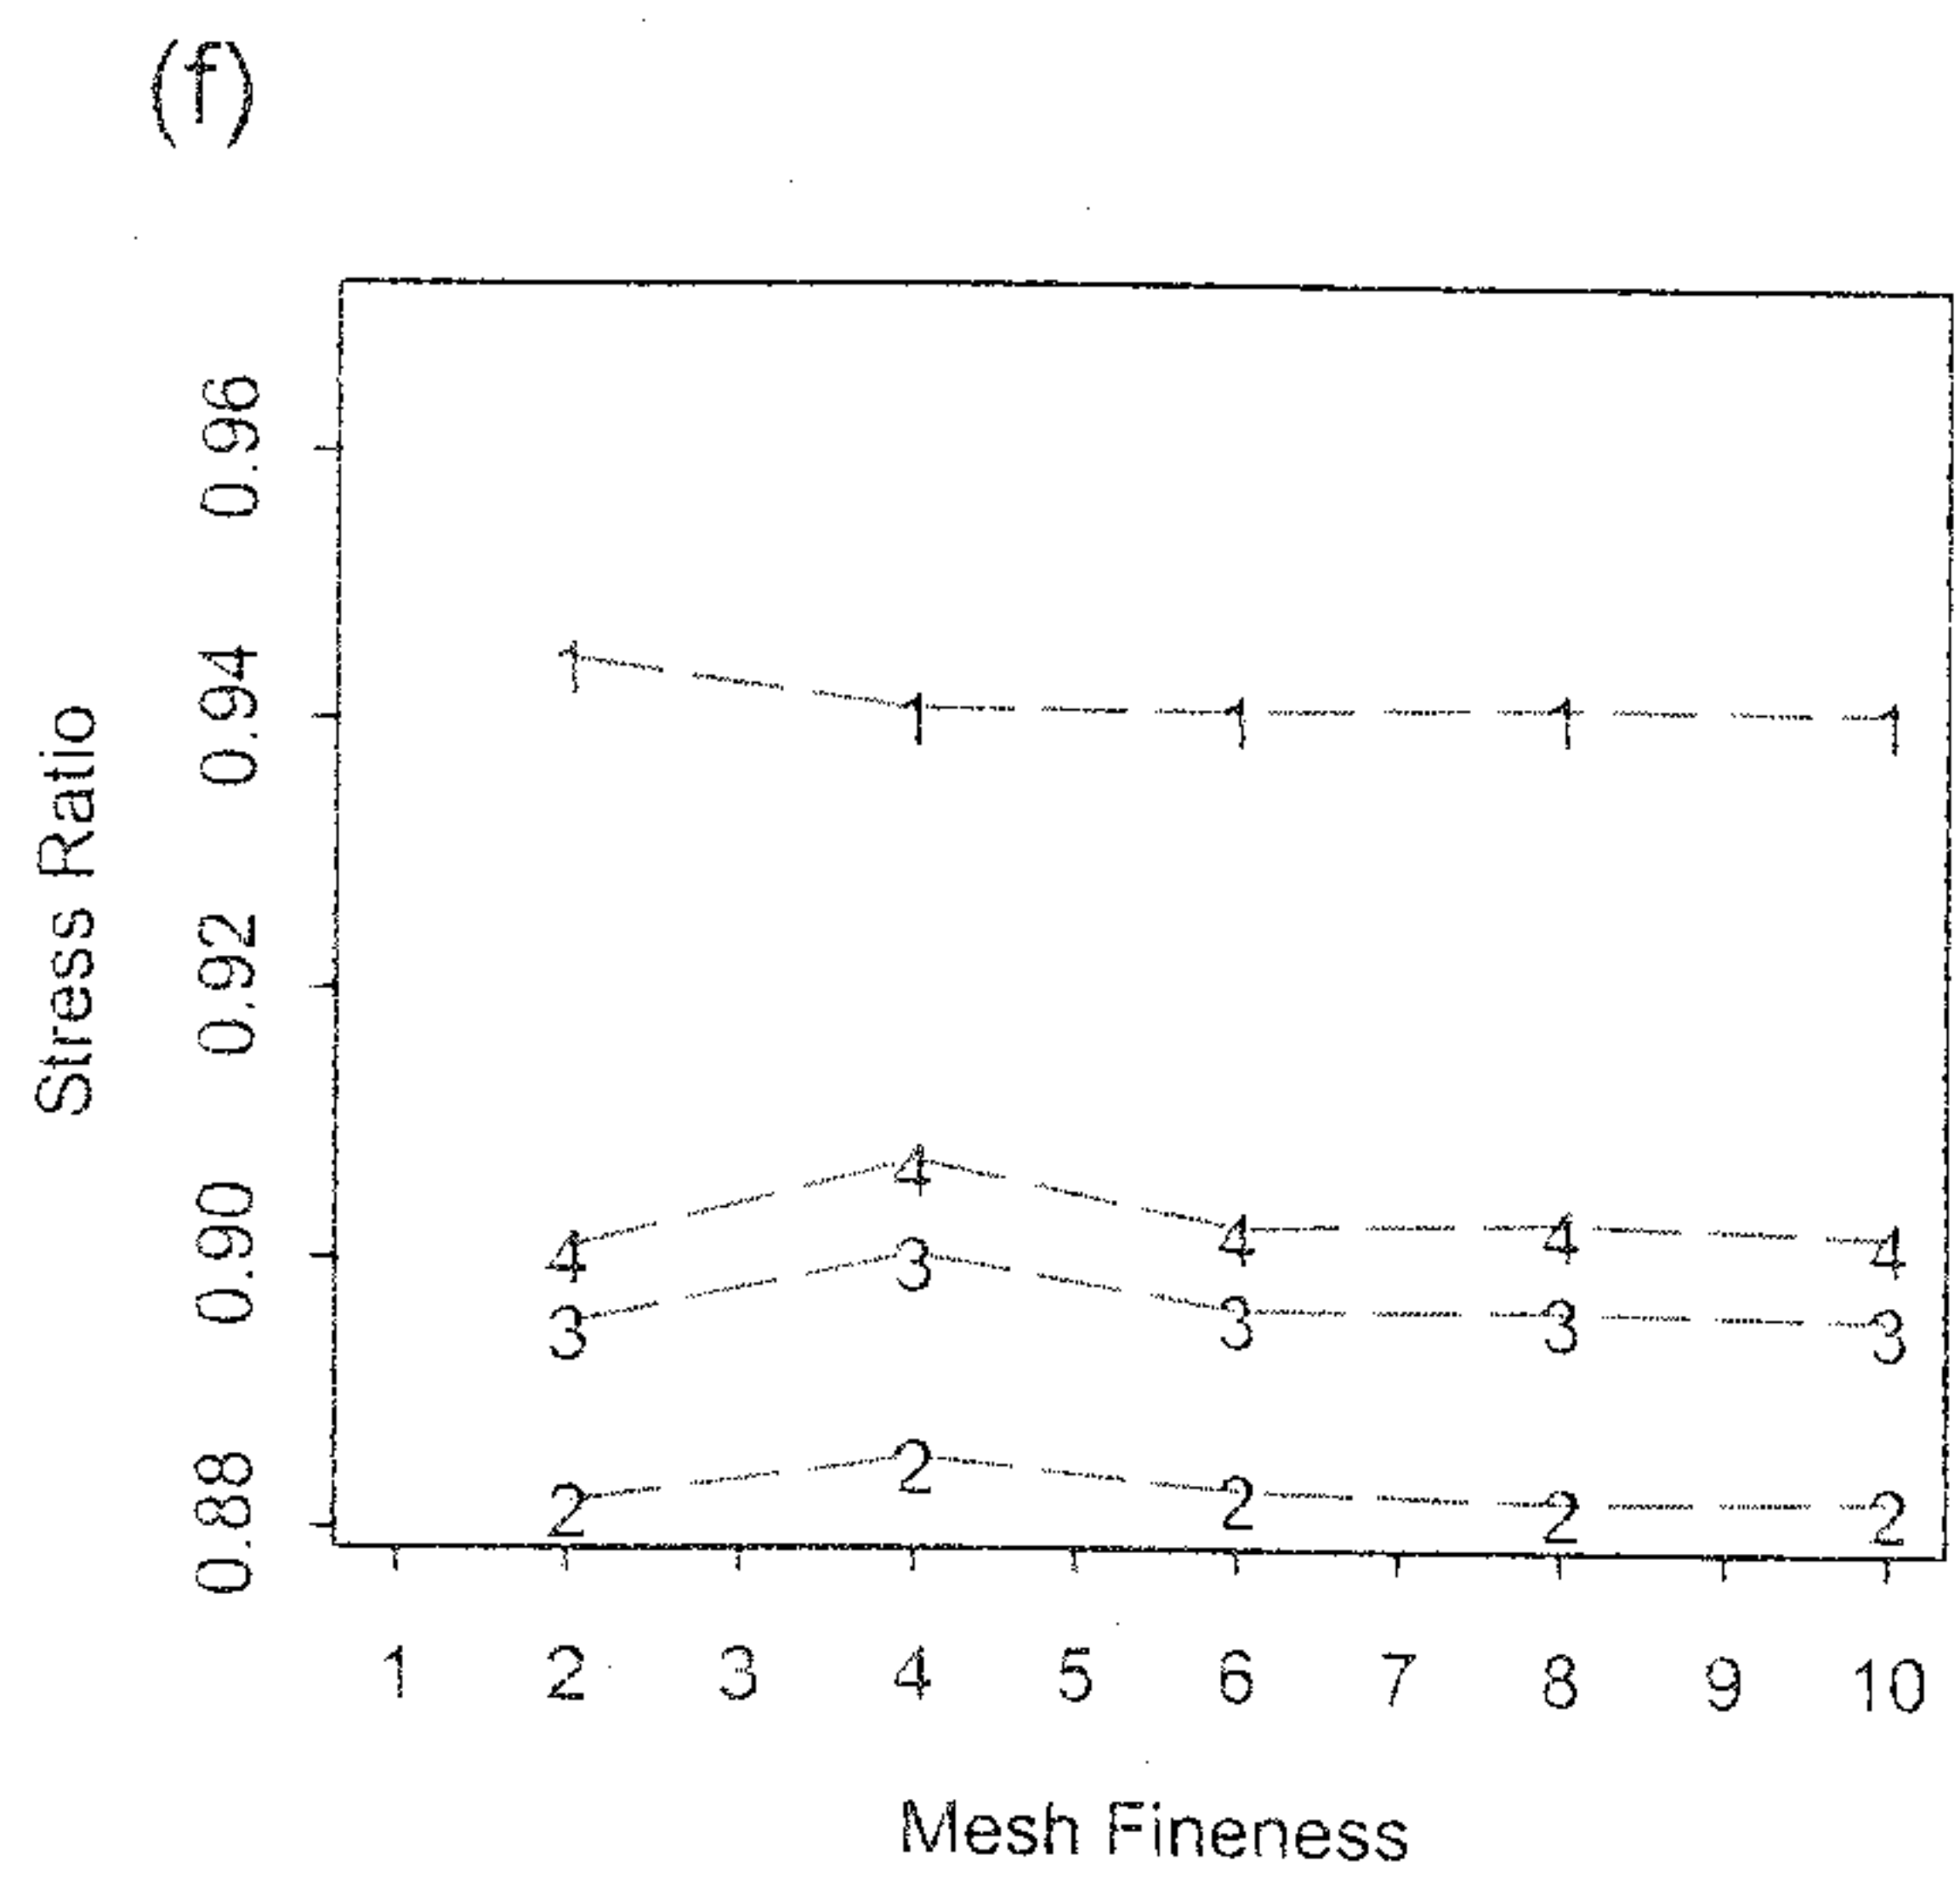 (f)
0.96
0.94
0.92
0.90
0.88
Stress Ratio
1 1 1 1 1
4 4 4 4 4
3 3 3 3 3
2 2 2 2 2
1 2 3 4 5 6 7 8 9 10
Mesh Fineness